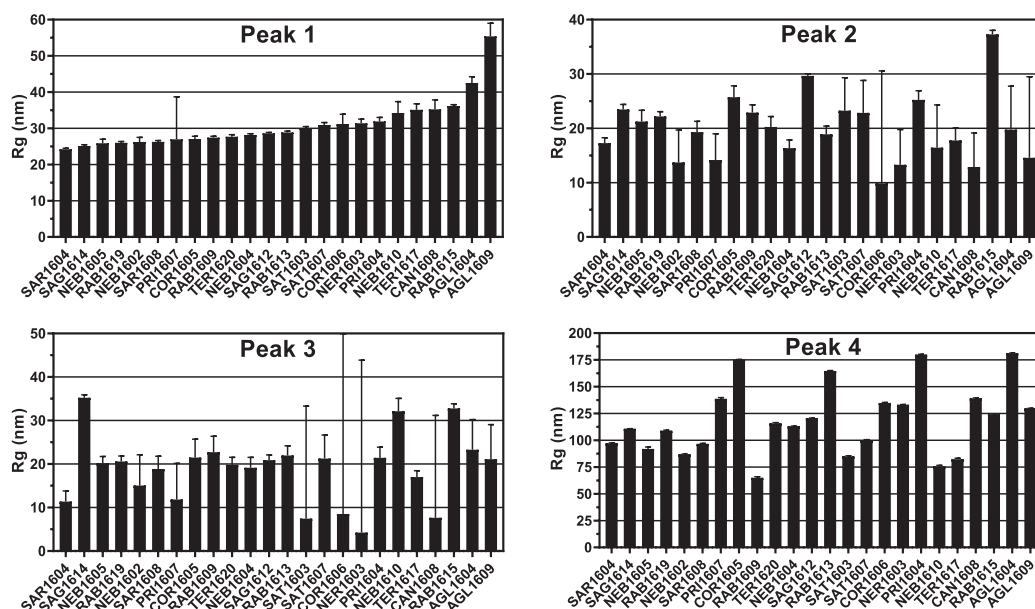 Peak 1
Rg (nm)
60
50
40
30
20
10
0
SAR1604 SAG1614 NEB1605 RAB1619 NEB1602 SAR1608 PRI1607 COR1605 RAB1609 TER1620 NEB1604 SAG1612 RAB1613 SAT1603 SAT1607 COR1606 NER1603 PRI1604 NEB1610 TER1617 CAN1608 RAB1615 AGL1604 AGL1609
Peak 2
Rg (nm)
40
30
20
10
0
SAR1604 SAG1614 NEB1605 RAB1619 NEB1602 SAR1608 PRI1607 COR1605 RAB1609 TER1620 NEB1604 SAG1612 RAB1613 SAT1603 SAT1607 COR1606 NER1603 PRI1604 NEB1610 TER1617 CAN1608 RAB1615 AGL1604 AGL1609
Peak 3
Rg (nm)
50
40
30
20
10
0
SAR1604 SAG1614 NEB1605 RAB1619 NEB1602 SAR1608 PRI1607 COR1605 RAB1609 TER1620 NEB1604 SAG1612 RAB1613 SAT1603 SAT1607 COR1606 NER1603 PRI1604 NEB1610 TER1617 CAN1608 RAB1615 AGL1604 AGL1609
Peak 4
Rg (nm)
200
175
150
125
100
75
50
25
0
SAR1604 SAG1614 NEB1605 RAB1619 NEB1602 SAR1608 PRI1607 COR1605 RAB1609 TER1620 NEB1604 SAG1612 RAB1613 SAT1603 SAT1607 COR1606 NER1603 PRI1604 NEB1610 TER1617 CAN1608 RAB1615 AGL1604 AGL1609